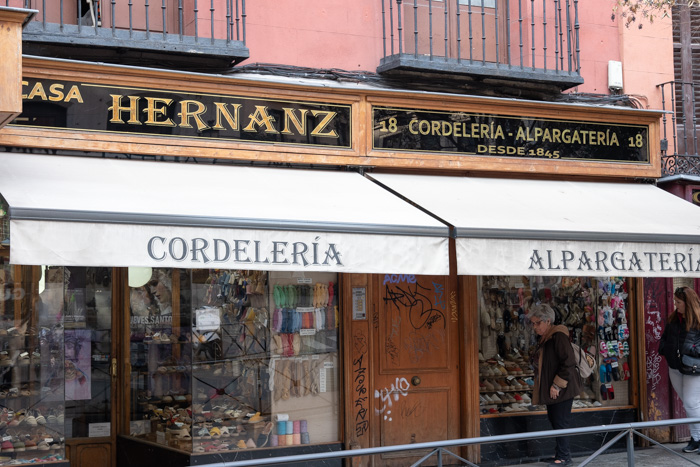 CASA HERNANZ
18 CORDELERÍA - ALPARGATERÍA 18
DESDE 1845
CORDELERÍA
ALPARGATERÍA